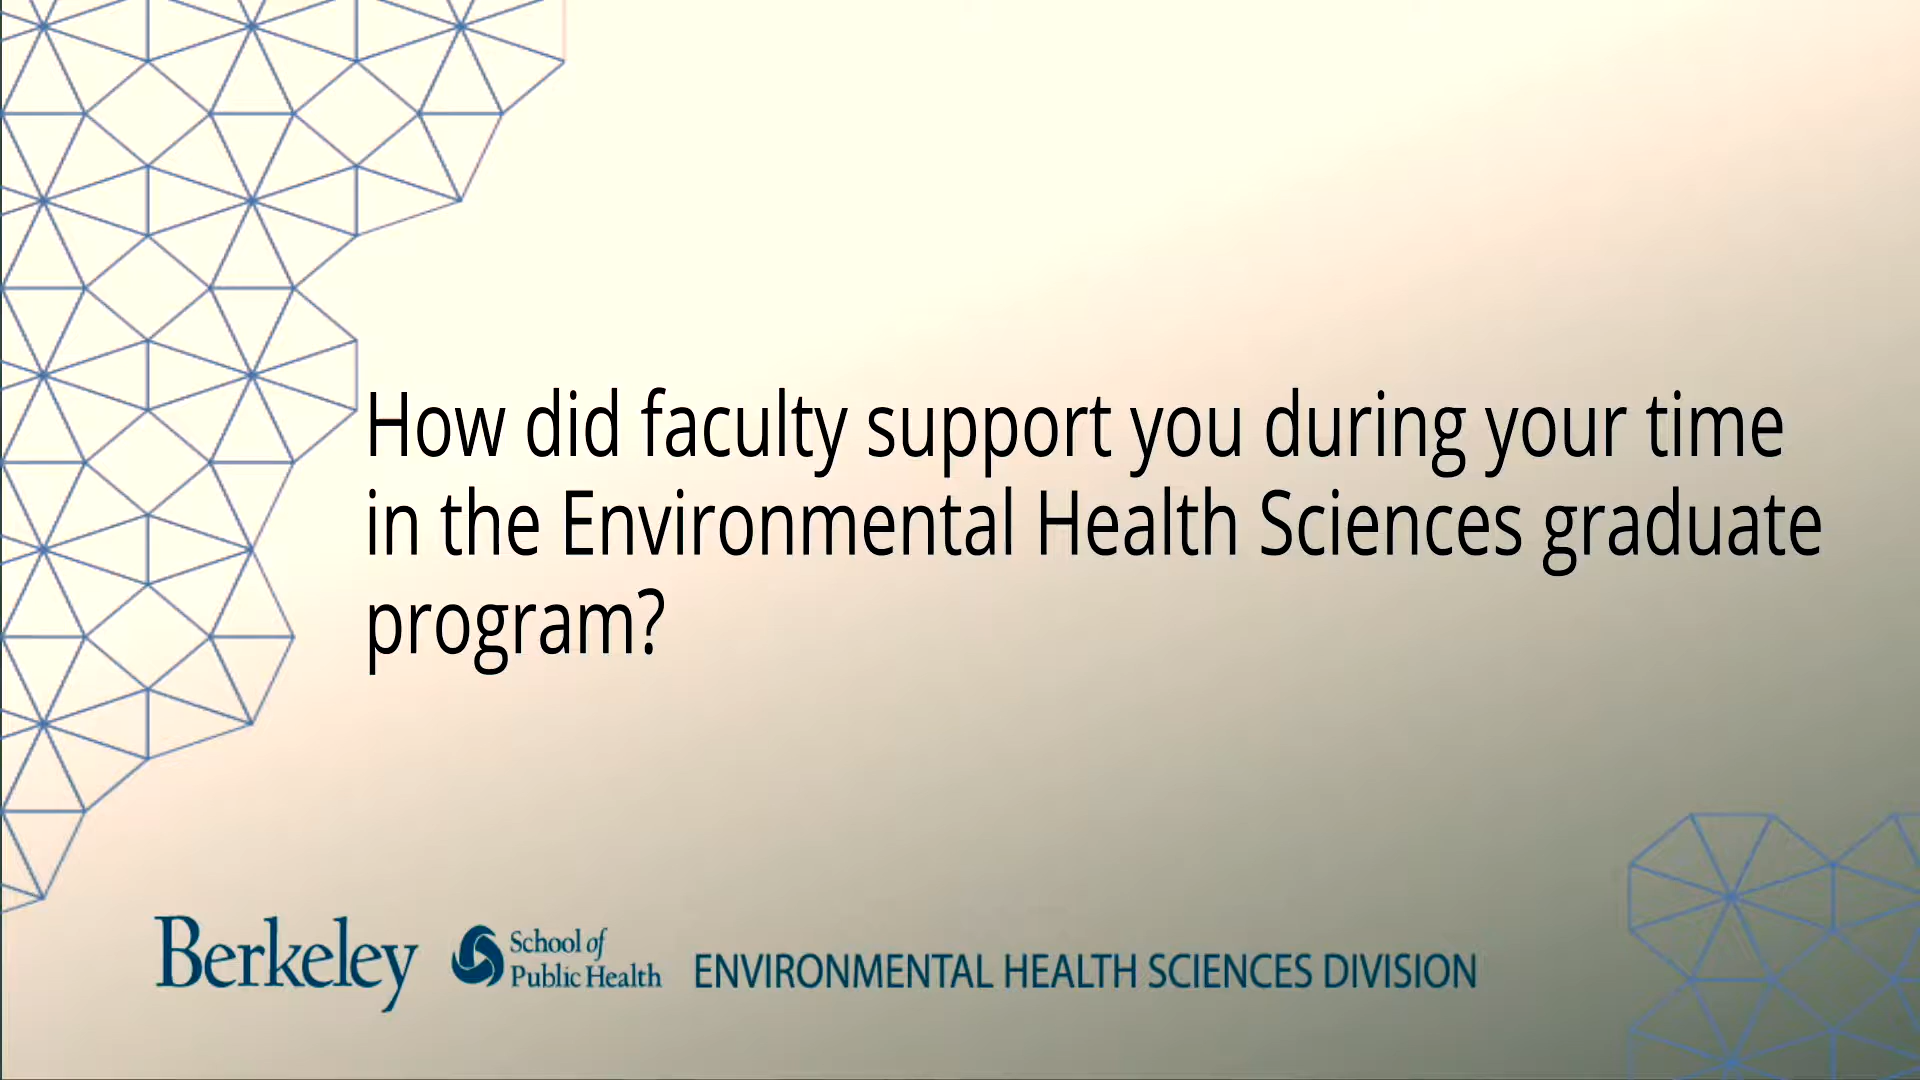 How did faculty support you during your time
in the Environmental Health Sciences graduate
program?
Berkeley
School of
Public Health
ENVIRONMENTAL HEALTH SCIENCES DIVISION